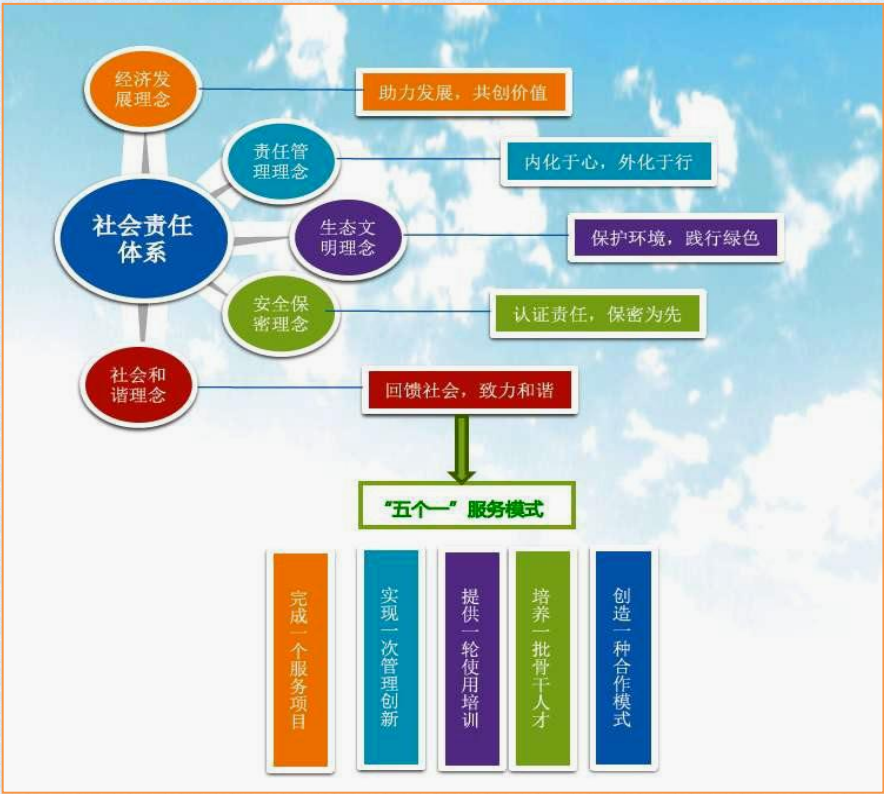 经济发
展理念
助力发展，共创价值
责任管
理理念
内化于心，外化于行
社会责任
体系
生态文
明理念
保护环境，践行绿色
安全保
密理念
认证责任，保密为先
社会和
谐理念
回馈社会，致力和谐
“五个一”服务模式
完成一个服务项目
实现一次管理创新
提供一轮使用培训
培养一批骨干人才
创造一种合作模式